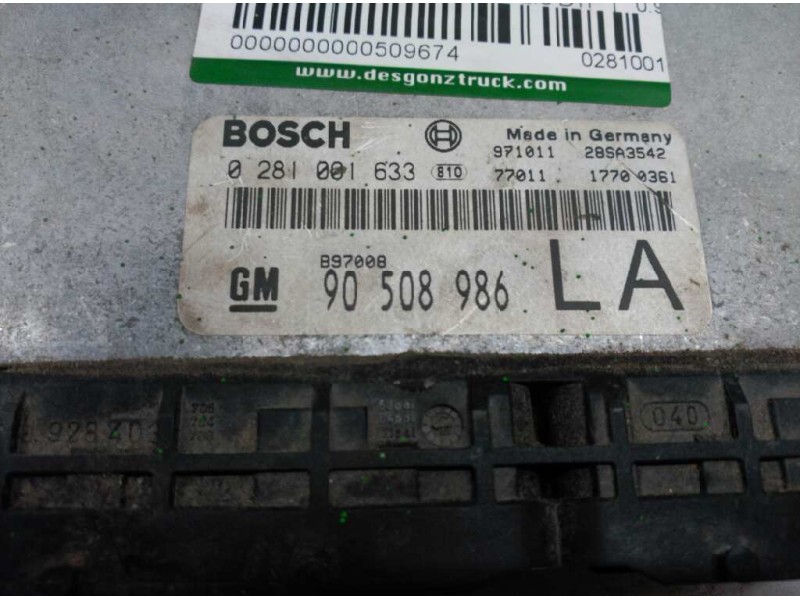 0000000000509674
0281001
www.desgonztruck.com
BOSCH
Made in Germany
0 281 001 633
810
971011 28SA3542
77011 1770 0361
B97008
GM
90 508 986
LA
040